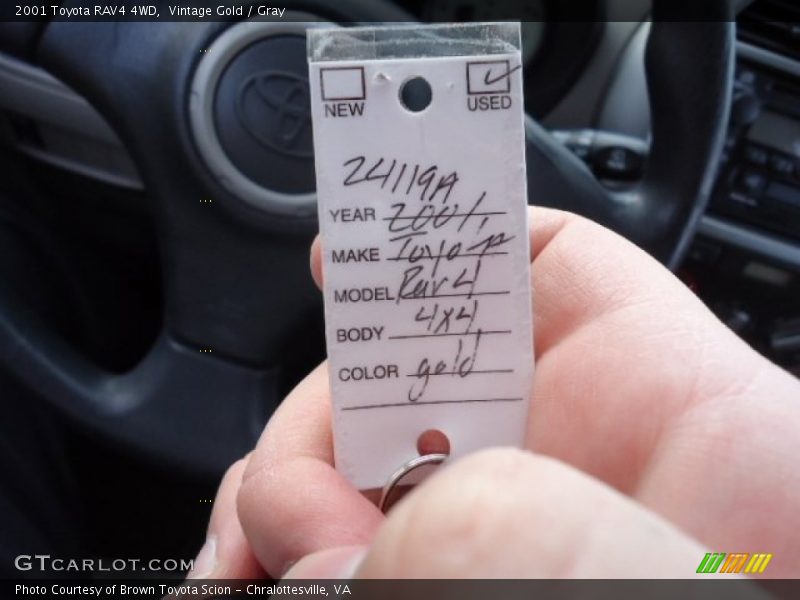 2001 Toyota RAV4 4WD, Vintage Gold / Gray
NEW
USED
24119A
YEAR 2001
MAKE Toyota
MODEL Rav4
BODY 4x4
COLOR gold
GTCARLOT.COM
Photo Courtesy of Brown Toyota Scion - Chralottesville, VA